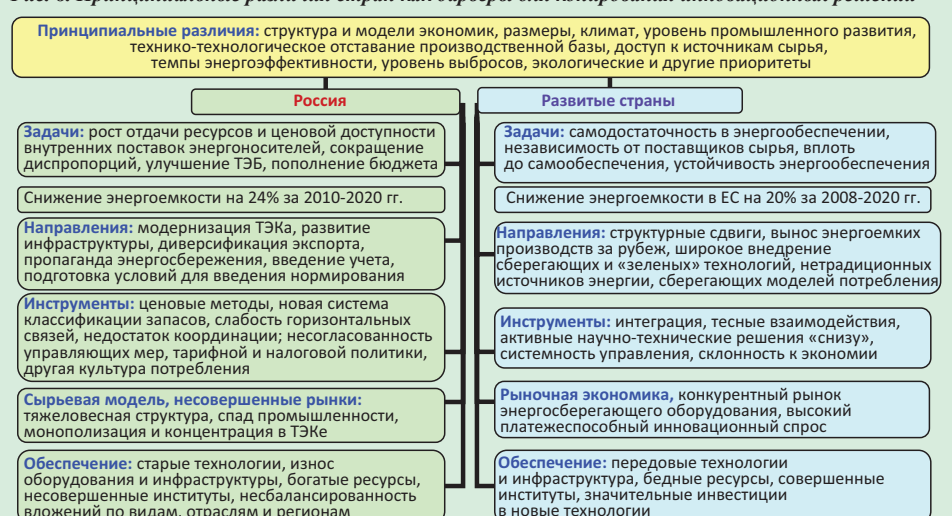 Принципиальные различия: структура и модели экономик, размеры, климат, уровень промышленного развития,
технико-технологическое отставание производственной базы, доступ к источникам сырья,
темпы энергоэффективности, уровень выбросов, экологические и другие приоритеты
Россия
Задачи: рост отдачи ресурсов и ценовой доступности
внутренних поставок энергоносителей, сокращение
диспропорций, улучшение ТЭБ, пополнение бюджета
Снижение энергоемкости на 24% за 2010-2020 гг.
Направления: модернизация ТЭКа, развитие
инфраструктуры, диверсификация экспорта,
пропаганда энергосбережения, введение учета,
подготовка условий для введения нормирования
Инструменты: ценовые методы, новая система
классификации запасов, слабость горизонтальных
связей, недостаток координации; несогласованность
управляющих мер, тарифной и налоговой политики,
другая культура потребления
Сырьевая модель, несовершенные рынки:
тяжеловесная структура, спад промышленности,
монополизация и концентрация в ТЭКе
Обеспечение: старые технологии, износ
оборудования и инфраструктуры, богатые ресурсы,
несовершенные институты, несбалансированность
вложений по видам, отраслям и регионам
Развитые страны
Задачи: самодостаточность в энергообеспечении,
независимость от поставщиков сырья, вплоть
до самообеспечения, устойчивость энергообеспечения
Снижение энергоемкости в ЕС на 20% за 2008-2020 гг.
Направления: структурные сдвиги, вынос энергоемких
производств за рубеж, широкое внедрение
сберегающих и «зеленых» технологий, нетрадиционных
источников энергии, сберегающих моделей потребления
Инструменты: интеграция, тесные взаимодействия,
активные научно-технические решения «снизу»,
системность управления, склонность к экономии
Рыночная экономика, конкурентный рынок
энергосберегающего оборудования, высокий
платежеспособный инновационный спрос
Обеспечение: передовые технологии
и инфраструктура, бедные ресурсы, совершенные
институты, значительные инвестиции
в новые технологии